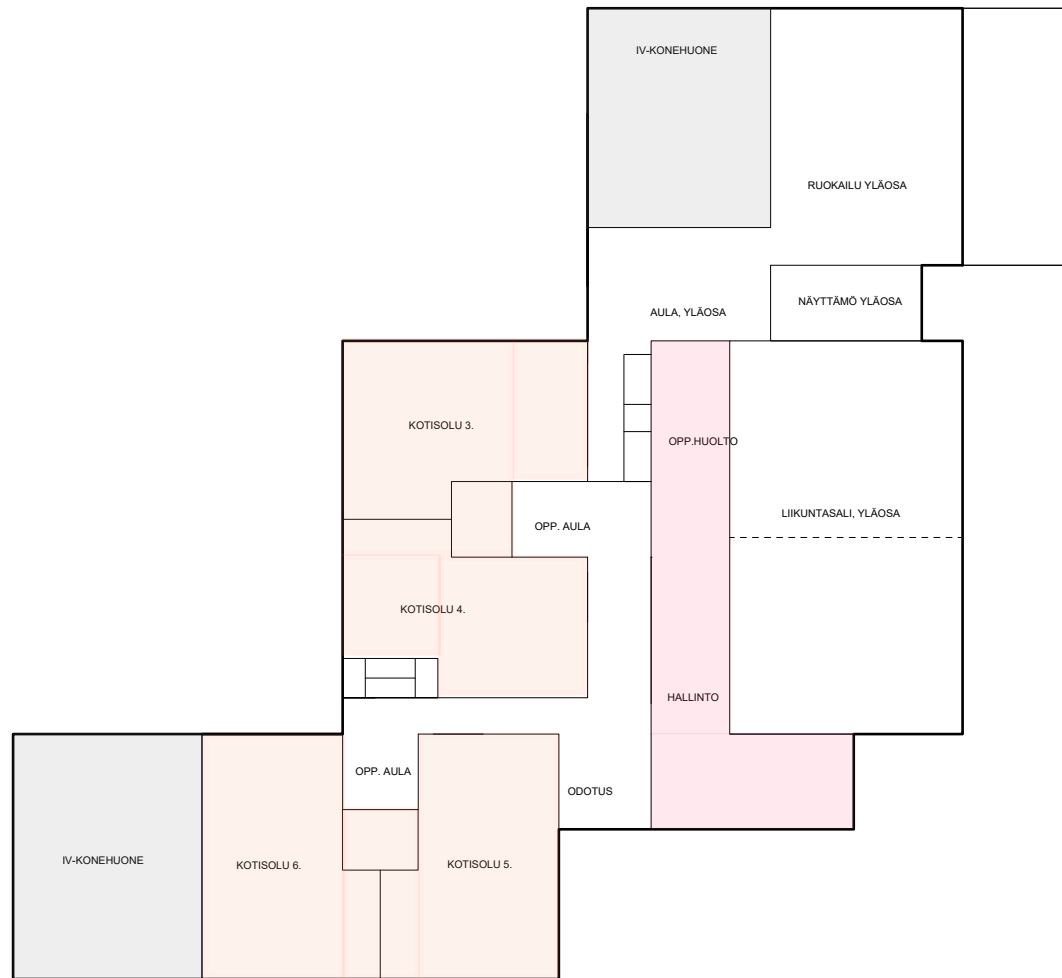 IV-KONEHUONE
RUOKAILU YLÄOSA
NÄYTTÄMÖ YLÄOSA
AULA, YLÄOSA
KOTISOLU 3.
OPP.HUOLTO
LIIKUNTASALI, YLÄOSA
OPP. AULA
KOTISOLU 4.
HALLINTO
OPP. AULA
ODOTUS
IV-KONEHUONE
KOTISOLU 6.
KOTISOLU 5.